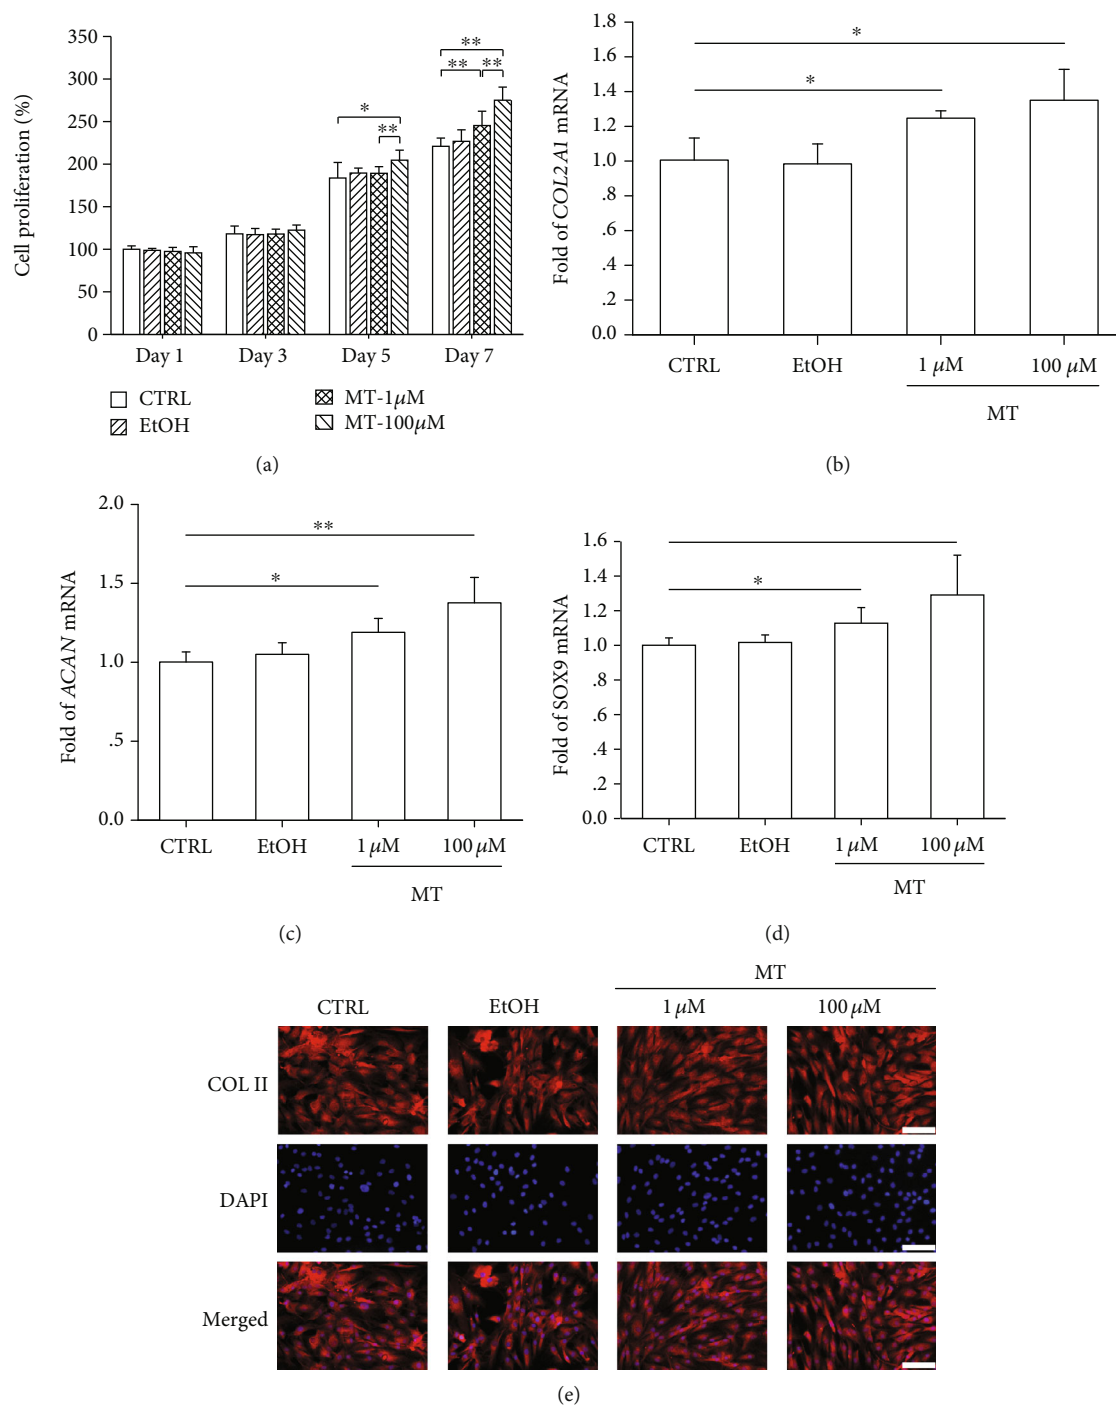 350
300
250
200
150
100
50
0
Cell proliferation (%)
**
** **
*
**
Day 1 Day 3 Day 5 Day 7
CTRL
EtOH
MT-1μM
MT-100μM
(a)
1.8
1.6
1.4
1.2
1.0
.8
.6
.4
.2
0.0
Fold of COL2A1 mRNA
*
*
CTRL EtOH 1 μM 100 μM
MT
(b)
2.0
1.5
1.0
.5
0.0
Fold of ACAN mRNA
**
*
CTRL EtOH 1 μM 100 μM
MT
(c)
1.6
1.4
1.2
1.0
.8
.6
.4
.2
0.0
Fold of SOX9 mRNA
*
CTRL EtOH 1 μM 100 μM
MT
(d)
MT
CTRL EtOH 1 μM 100 μM
COL II
DAPI
Merged
(e)